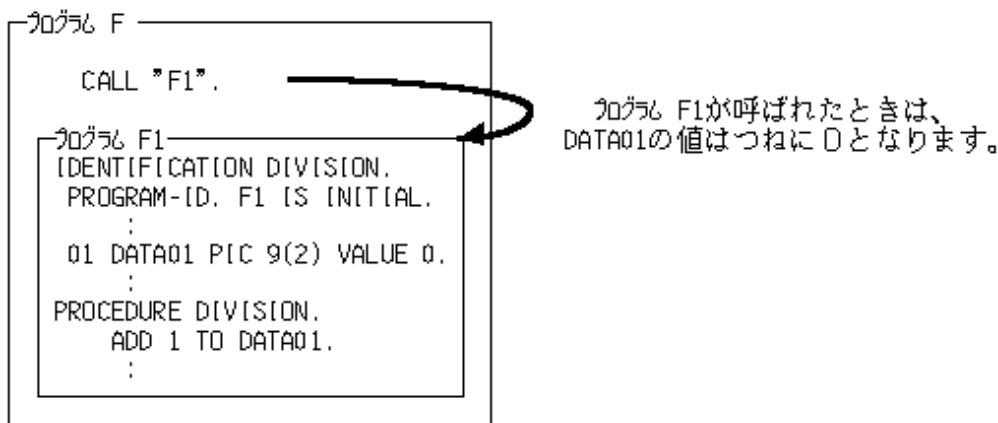 プログラム F
CALL "F1".
プログラム F1
IDENTIFICATION DIVISION.
PROGRAM-ID. F1 IS INITIAL.
:
01 DATA01 PIC 9(2) VALUE 0.
:
PROCEDURE DIVISION.
ADD 1 TO DATA01.
:
プログラム F1が呼ばれたときは、
DATA01の値はつねに0となります。